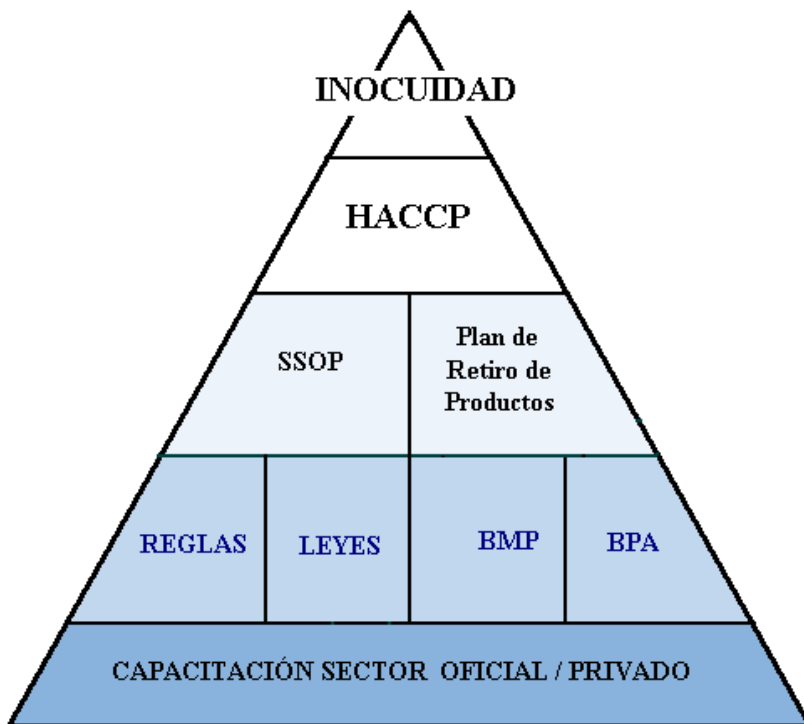 INOCUIDAD
HACCP
SSOP
Plan de
Retiro de
Productos
REGLAS
LEYES
BMP
BPA
CAPACITACIÓN SECTOR OFICIAL / PRIVADO